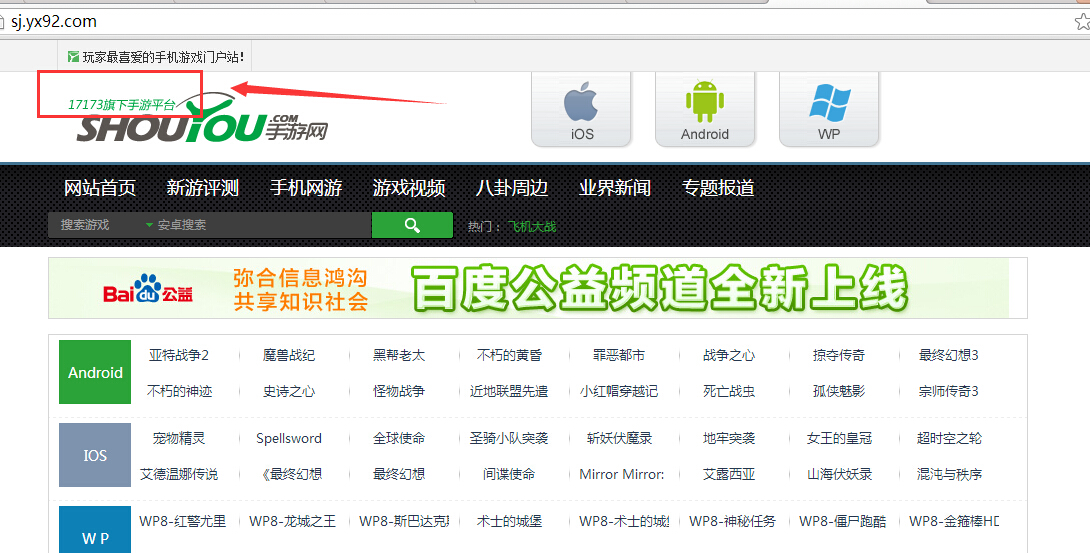 sj.yx92.com
玩家最喜爱的手机游戏门户站!
17173旗下手游平台
SHOUYOU.COM手游网
iOS
Android
WP
网站首页 新游评测 手机网游 游戏视频 八卦周边 业界新闻 专题报道
搜索游戏 安卓搜索 热门: 飞机大战
Baidu公益 弥合信息鸿沟 共享知识社会 百度公益频道全新上线
Android
亚特战争2 魔兽战纪 黑帮老太 不朽的黄昏 罪恶都市 战争之心 掠夺传奇 最终幻想3
不朽的神迹 史诗之心 怪物战争 近地联盟先遣 小红帽穿越记 死亡战虫 孤侠魅影 宗师传奇3
IOS
宠物精灵 Spellsword 全球使命 圣骑小队突袭 斩妖伏魔录 地牢突袭 女王的皇冠 超时空之轮
艾德温娜传说 《最终幻想 最终幻想 间谍使命 Mirror Mirror: 艾露西亚 山海伏妖录 混沌与秩序
W P
WP8-红警尤里 WP8-龙城之王 WP8-斯巴达克 术士的城堡 WP8-术士的城 WP8-神秘任务 WP8-僵尸跑酷 WP8-金箍棒HD